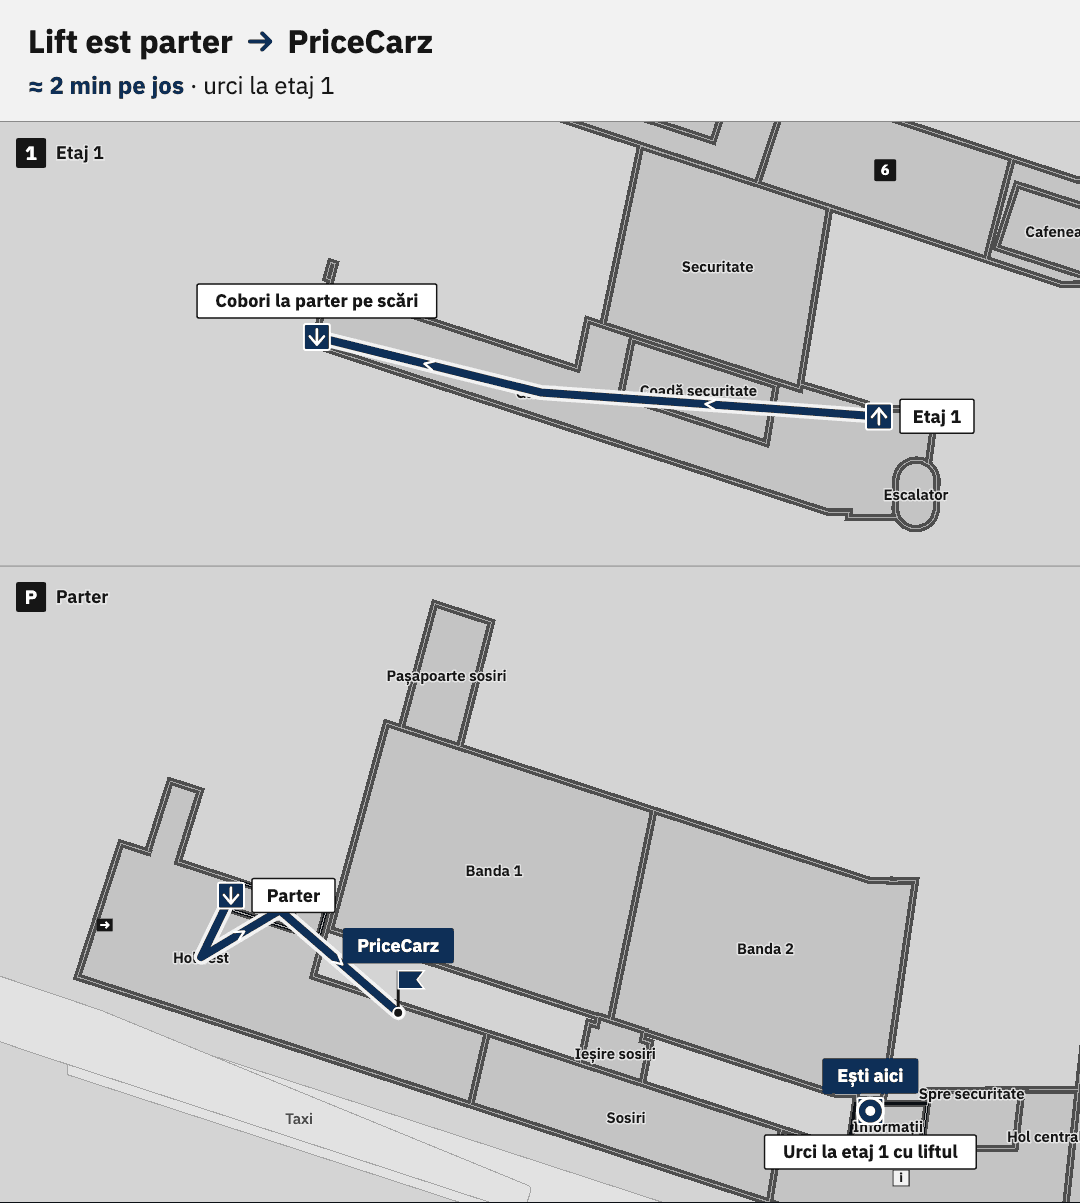 Lift est parter → PriceCarz
≈ 2 min pe jos · urci la etaj 1
1 Etaj 1
6
Cafenea
Securitate
Cobori la parter pe scări
Coadă securitate
Etaj 1
Escalator
P Parter
Pașapoarte sosiri
Banda 1
Parter
PriceCarz
Banda 2
Ieșire sosiri
Ești aici
Spre securitate
Taxi
Sosiri
Informații
Hol central
Urci la etaj 1 cu liftul
i